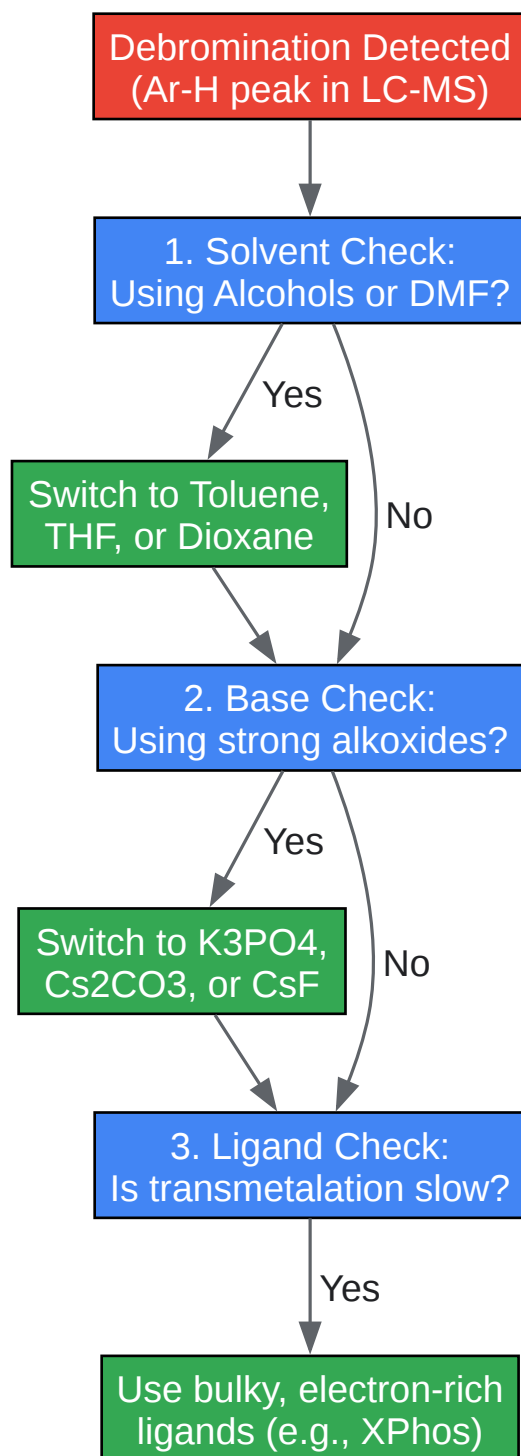 Debromination Detected
(Ar-H peak in LC-MS)
1. Solvent Check:
Using Alcohols or DMF?
Yes
No
Switch to Toluene,
THF, or Dioxane
2. Base Check:
Using strong alkoxides?
Yes
No
Switch to K3PO4,
Cs2CO3, or CsF
3. Ligand Check:
Is transmetalation slow?
Yes
Use bulky, electron-rich
ligands (e.g., XPhos)